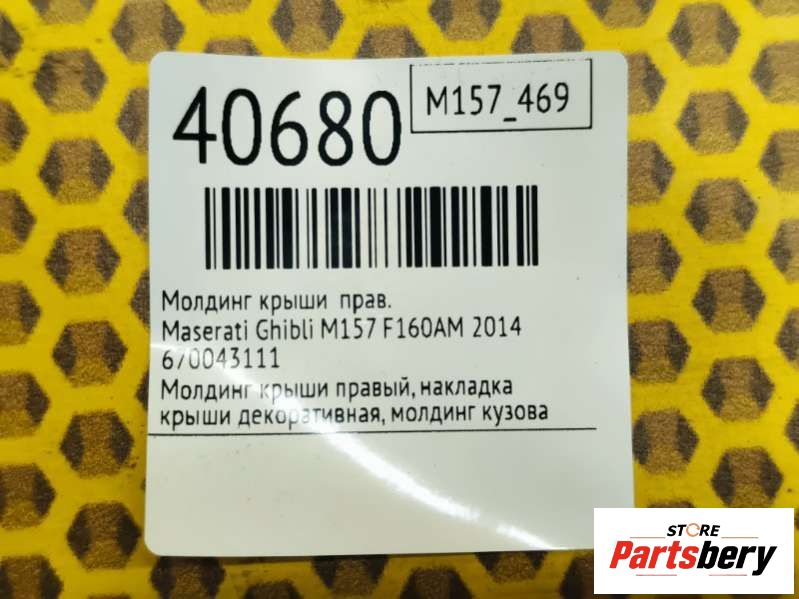 40680
M157_469
Молдинг крыши прав.
Maserati Ghibli M157 F160AM 2014
670043111
Молдинг крыши правый, накладка
крыши декоративная, молдинг кузова
STORE
Partsbery